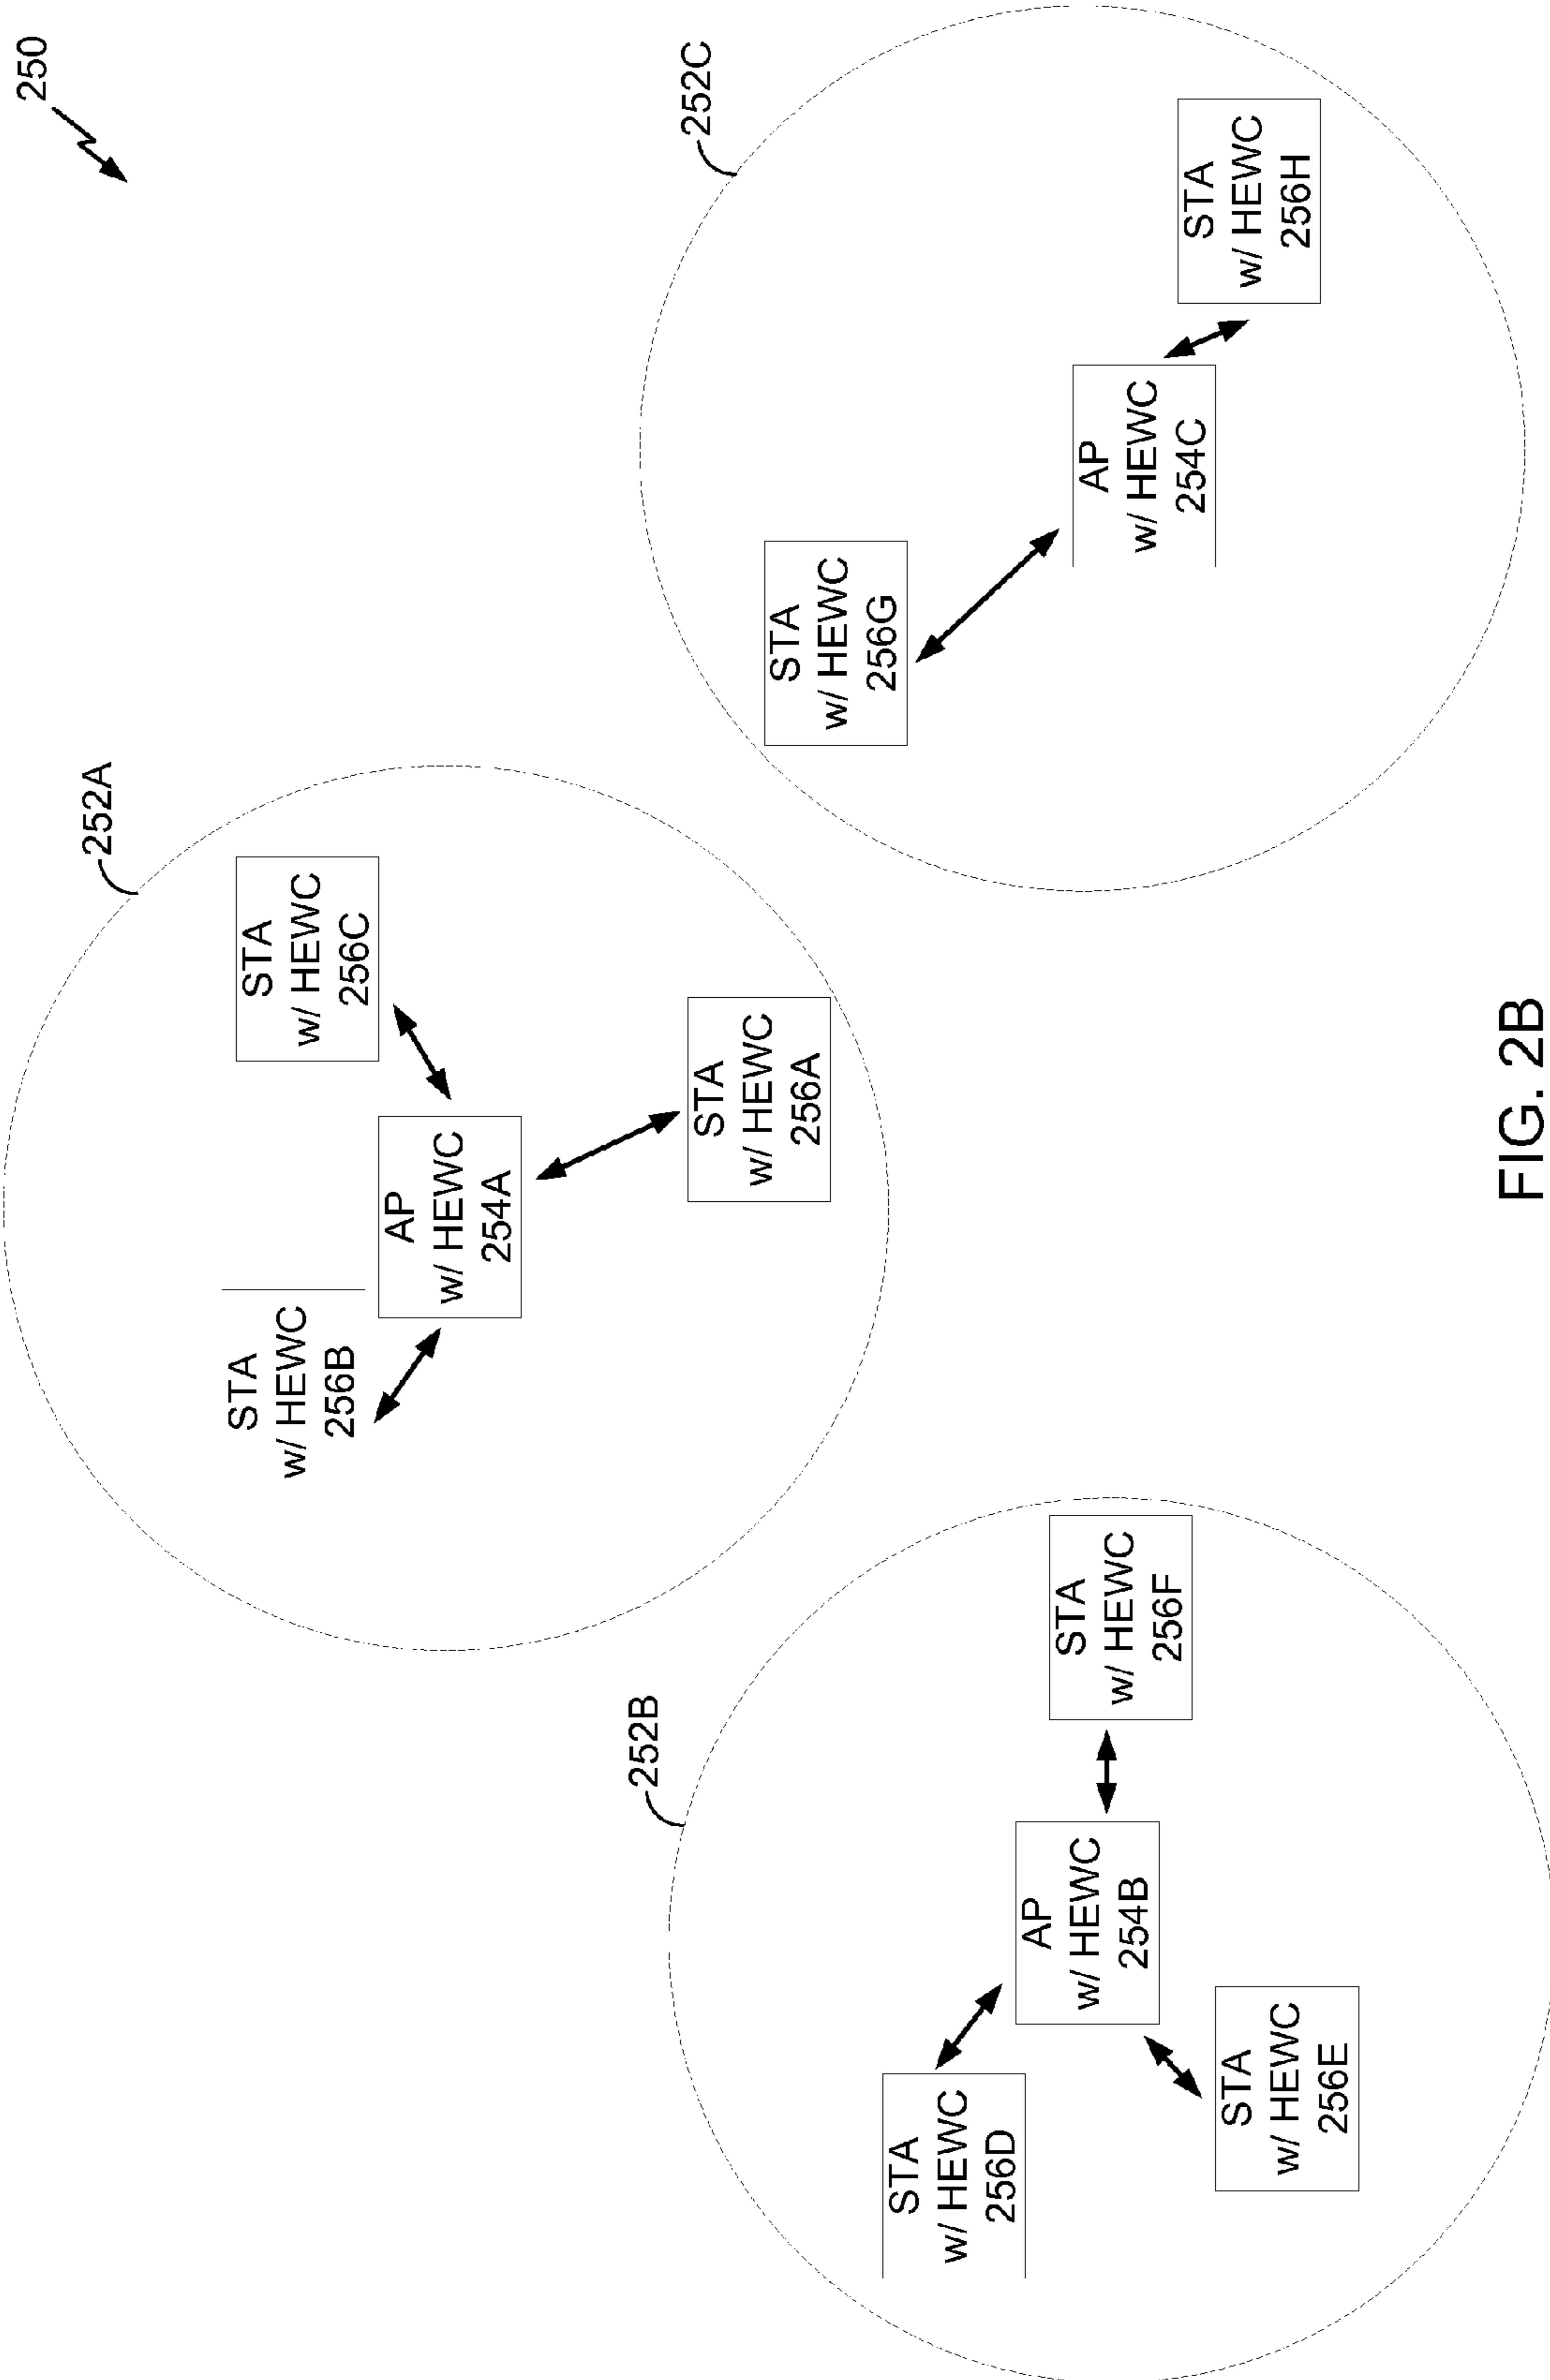 250
252A
STA
w/ HEWC
256B
STA
w/ HEWC
256C
AP
w/ HEWC
254A
STA
w/ HEWC
256A
252B
STA
w/ HEWC
256D
AP
w/ HEWC
254B
STA
w/ HEWC
256F
STA
w/ HEWC
256E
252C
STA
w/ HEWC
256G
AP
w/ HEWC
254C
STA
w/ HEWC
256H
FIG. 2B